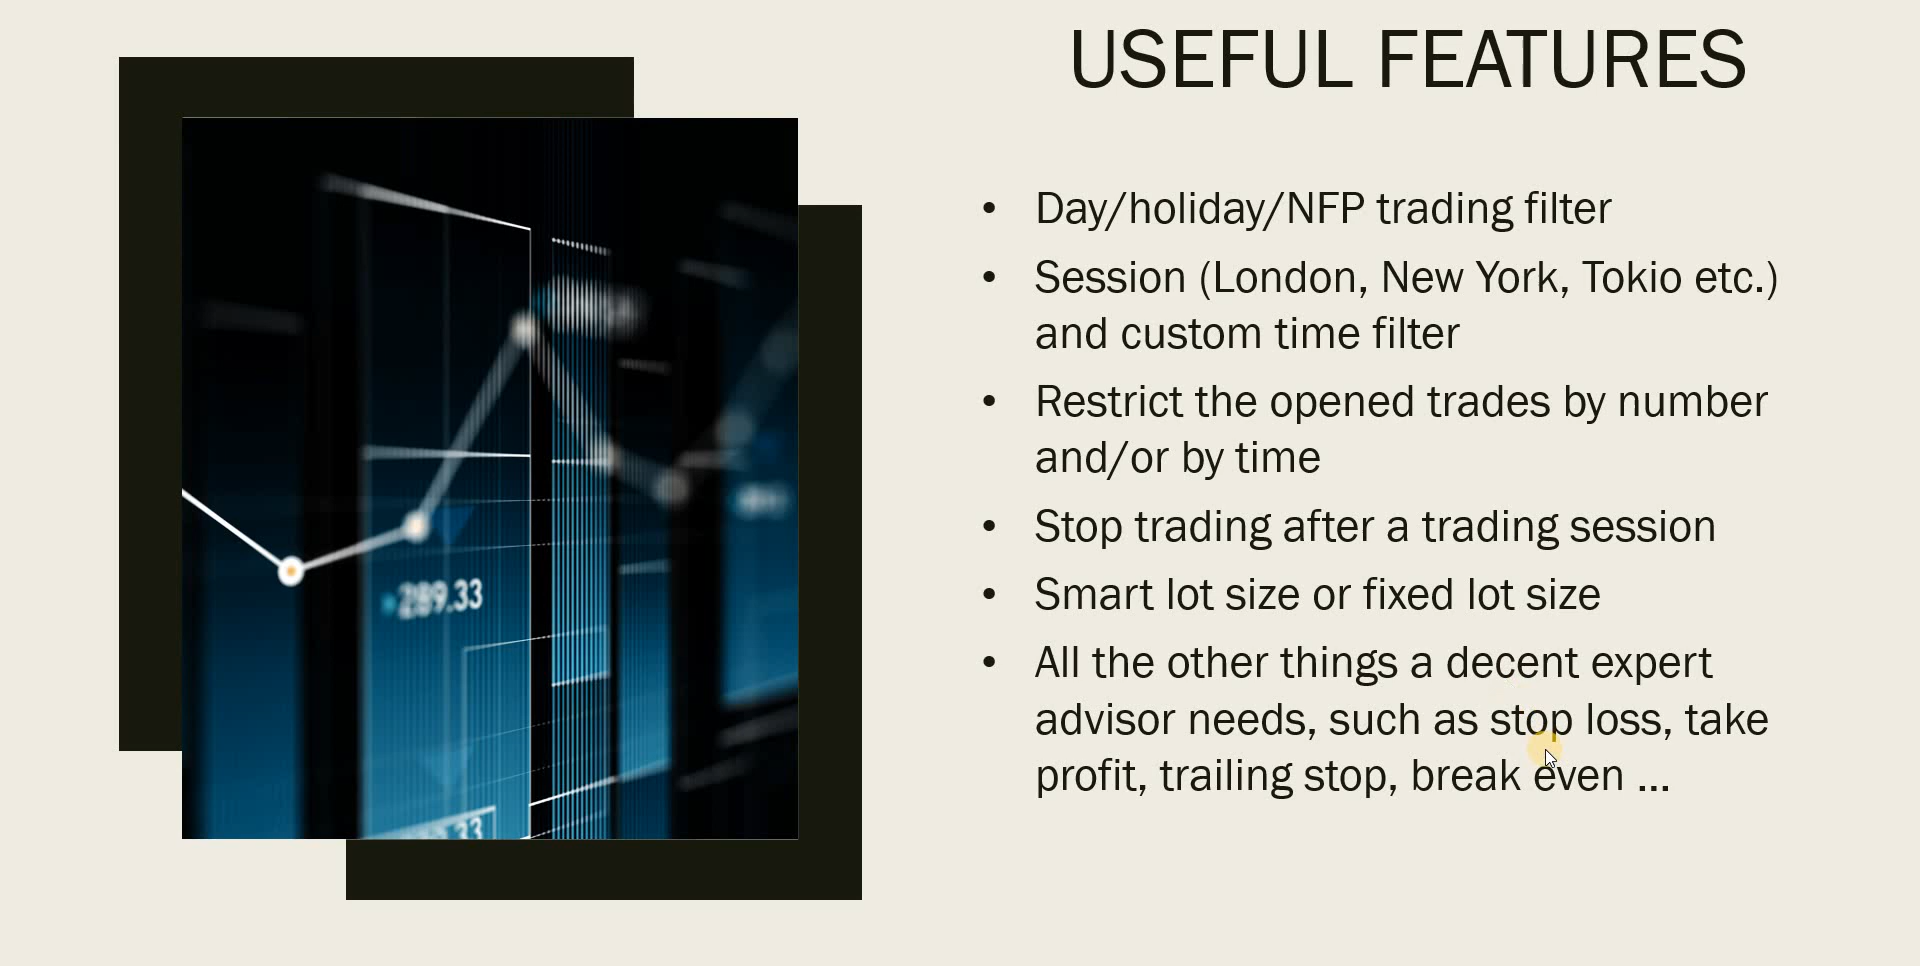 USEFUL FEATURES
• Day/holiday/NFP trading filter
• Session (London, New York, Tokio etc.)
and custom time filter
• Restrict the opened trades by number
and/or by time
• Stop trading after a trading session
• Smart lot size or fixed lot size
• All the other things a decent expert
advisor needs, such as stop loss, take
profit, trailing stop, break even ...
289.33